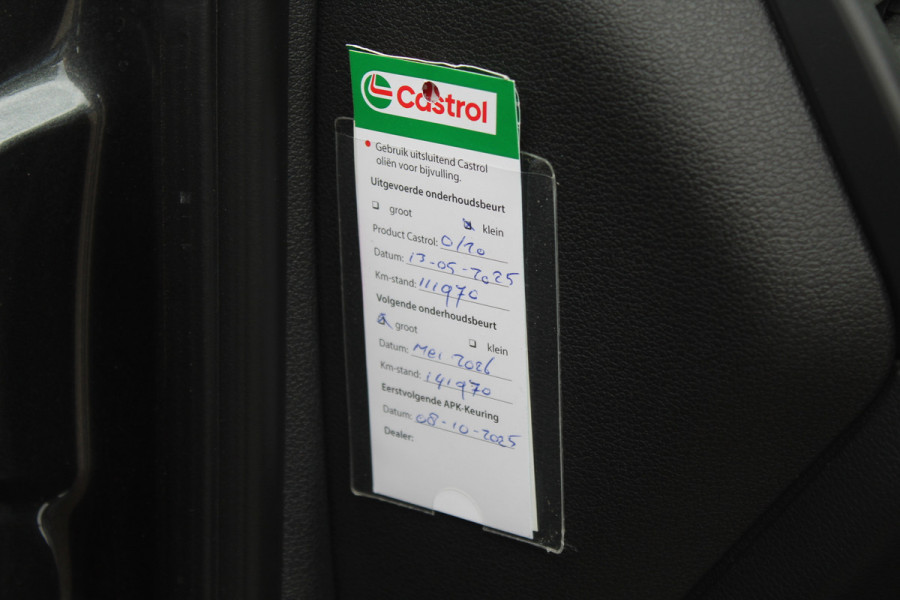 Castrol
Gebruik uitsluitend Castrol
oliën voor bijvulling.
Uitgevoerde onderhoudsbeurt
groot klein
Product Castrol: 0/20
Datum: 13-05-2025
Km-stand: 111970
Volgende onderhoudsbeurt
groot klein
Datum: Mei 2026
Km-stand: 141970
Eerstvolgende APK-Keuring
Datum: 08-10-2025
Dealer: